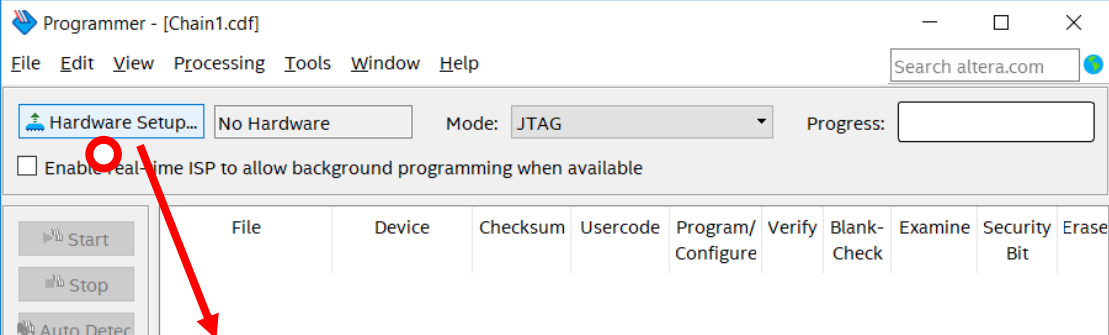 Programmer - [Chain1.cdf]
File Edit View Processing Tools Window Help
Search altera.com
Hardware Setup... No Hardware Mode: JTAG Progress:
Enable real-time ISP to allow background programming when available
File Device Checksum Usercode Program/ Verify Blank- Examine Security Erase
Configure Check Bit
Start
Stop
Auto Detec